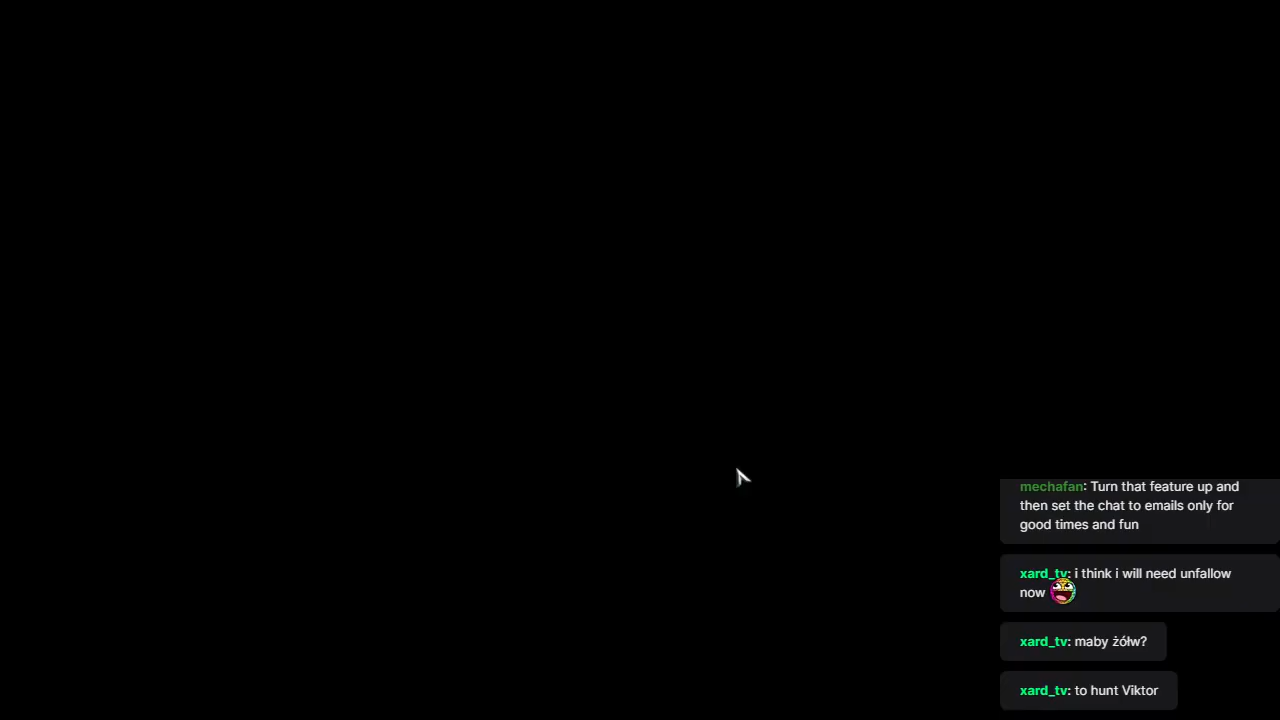 mechafan: Turn that feature up and
then set the chat to emails only for
good times and fun
xard_tv: i think i will need unfallow
now
xard_tv: maby żółw?
xard_tv: to hunt Viktor